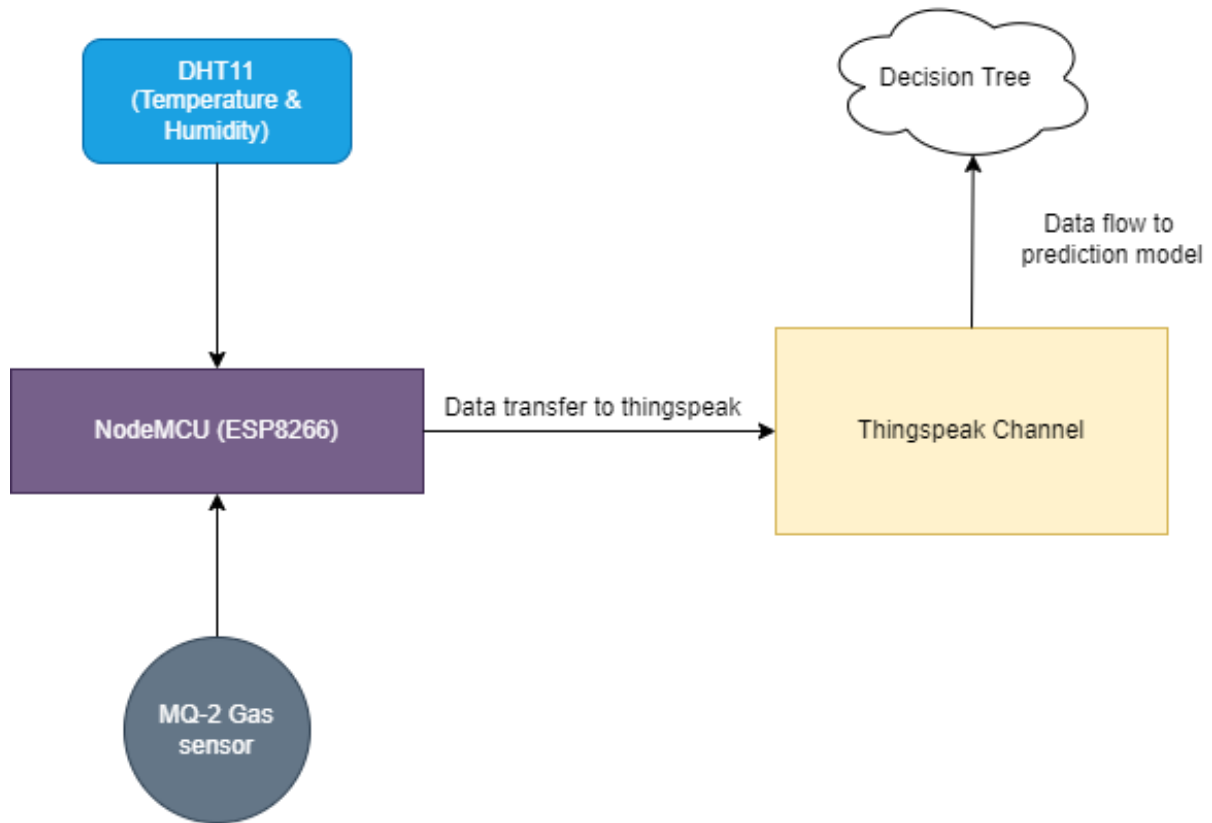 DHT11
(Temperature &
Humidity)
Decision Tree
Data flow to
prediction model
NodeMCU (ESP8266)
Data transfer to thingspeak
Thingspeak Channel
MQ-2 Gas
sensor